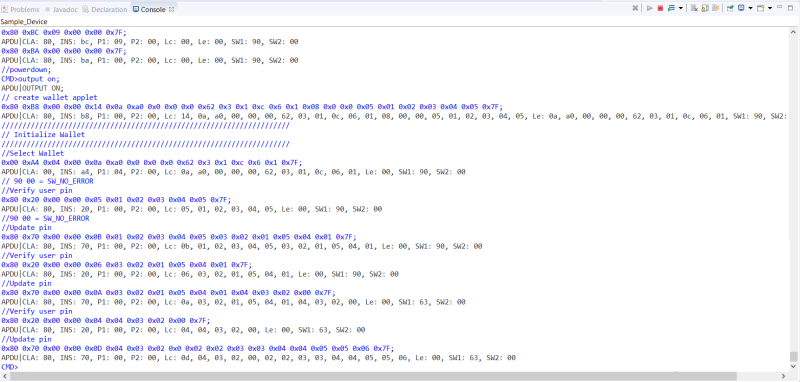 Problems Javadoc Declaration Console
Sample_Device
0x80 0xBC 0x09 0x00 0x00 0x7F;
APDU|CLA: 80, INS: bc, P1: 09, P2: 00, Lc: 00, Le: 00, SW1: 90, SW2: 00
0x80 0xBA 0x00 0x00 0x00 0x7F;
APDU|CLA: 80, INS: ba, P1: 00, P2: 00, Lc: 00, Le: 00, SW1: 90, SW2: 00
//powerdown;
CMD>output on;
APDU|OUTPUT ON;
// create wallet applet
0x80 0xB8 0x00 0x00 0x14 0x0a 0xa0 0x0 0x0 0x0 0x62 0x3 0x1 0xc 0x6 0x1 0x08 0x0 0x0 0x05 0x01 0x02 0x03 0x04 0x05 0x7F;
APDU|CLA: 80, INS: b8, P1: 00, P2: 00, Lc: 14, 0a, a0, 00, 00, 00, 62, 03, 01, 0c, 06, 01, 08, 00, 00, 05, 01, 02, 03, 04, 05, Le: 0a, a0, 00, 00, 00, 62, 03, 01, 0c, 06, 01, SW1: 90, SW2:
////////////////////////////////////////////////////////////////////
// Initialize Wallet
////////////////////////////////////////////////////////////////////
//Select Wallet
0x00 0xA4 0x04 0x00 0x0a 0xa0 0x0 0x0 0x0 0x62 0x3 0x1 0xc 0x6 0x1 0x7F;
APDU|CLA: 00, INS: a4, P1: 04, P2: 00, Lc: 0a, a0, 00, 00, 00, 62, 03, 01, 0c, 06, 01, Le: 00, SW1: 90, SW2: 00
// 90 00 = SW_NO_ERROR
//Verify user pin
0x80 0x20 0x00 0x00 0x05 0x01 0x02 0x03 0x04 0x05 0x7F;
APDU|CLA: 80, INS: 20, P1: 00, P2: 00, Lc: 05, 01, 02, 03, 04, 05, Le: 00, SW1: 90, SW2: 00
//90 00 = SW_NO_ERROR
//Update pin
0x80 0x70 0x00 0x00 0x0B 0x01 0x02 0x03 0x04 0x05 0x03 0x02 0x01 0x05 0x04 0x01 0x7F;
APDU|CLA: 80, INS: 70, P1: 00, P2: 00, Lc: 0b, 01, 02, 03, 04, 05, 03, 02, 01, 05, 04, 01, Le: 00, SW1: 90, SW2: 00
//Verify user pin
0x80 0x20 0x00 0x00 0x06 0x03 0x02 0x01 0x05 0x04 0x01 0x7F;
APDU|CLA: 80, INS: 20, P1: 00, P2: 00, Lc: 06, 03, 02, 01, 05, 04, 01, Le: 00, SW1: 90, SW2: 00
//Update pin
0x80 0x70 0x00 0x00 0x0A 0x03 0x02 0x01 0x05 0x04 0x01 0x04 0x03 0x02 0x00 0x7F;
APDU|CLA: 80, INS: 70, P1: 00, P2: 00, Lc: 0a, 03, 02, 01, 05, 04, 01, 04, 03, 02, 00, Le: 00, SW1: 63, SW2: 00
//Verify user pin
0x80 0x20 0x00 0x00 0x04 0x04 0x03 0x02 0x00 0x7F;
APDU|CLA: 80, INS: 20, P1: 00, P2: 00, Lc: 04, 04, 03, 02, 00, Le: 00, SW1: 63, SW2: 00
//Update pin
0x80 0x70 0x00 0x00 0x0D 0x04 0x03 0x02 0x0 0x02 0x02 0x03 0x03 0x04 0x04 0x05 0x05 0x06 0x7F;
APDU|CLA: 80, INS: 70, P1: 00, P2: 00, Lc: 0d, 04, 03, 02, 00, 02, 02, 03, 03, 04, 04, 05, 05, 06, Le: 00, SW1: 63, SW2: 00
CMD>